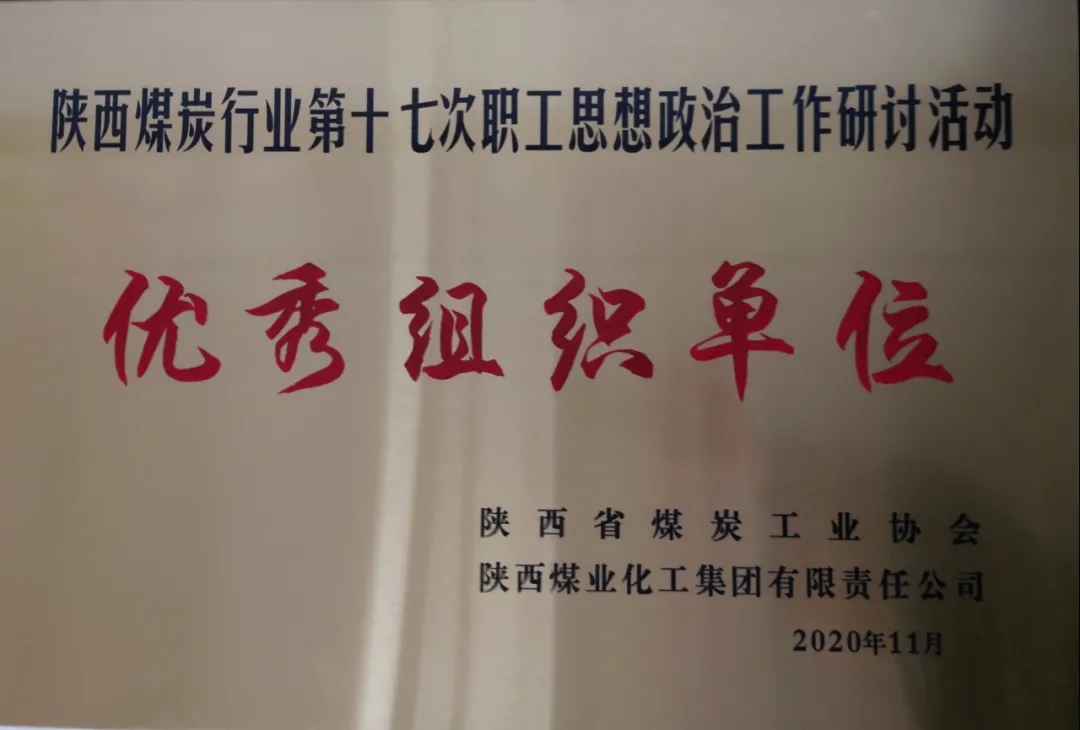 陕西煤炭行业第十七次职工思想政治工作研讨活动
优秀组织单位
陕西省煤炭工业协会
陕西煤业化工集团有限责任公司
2020年11月